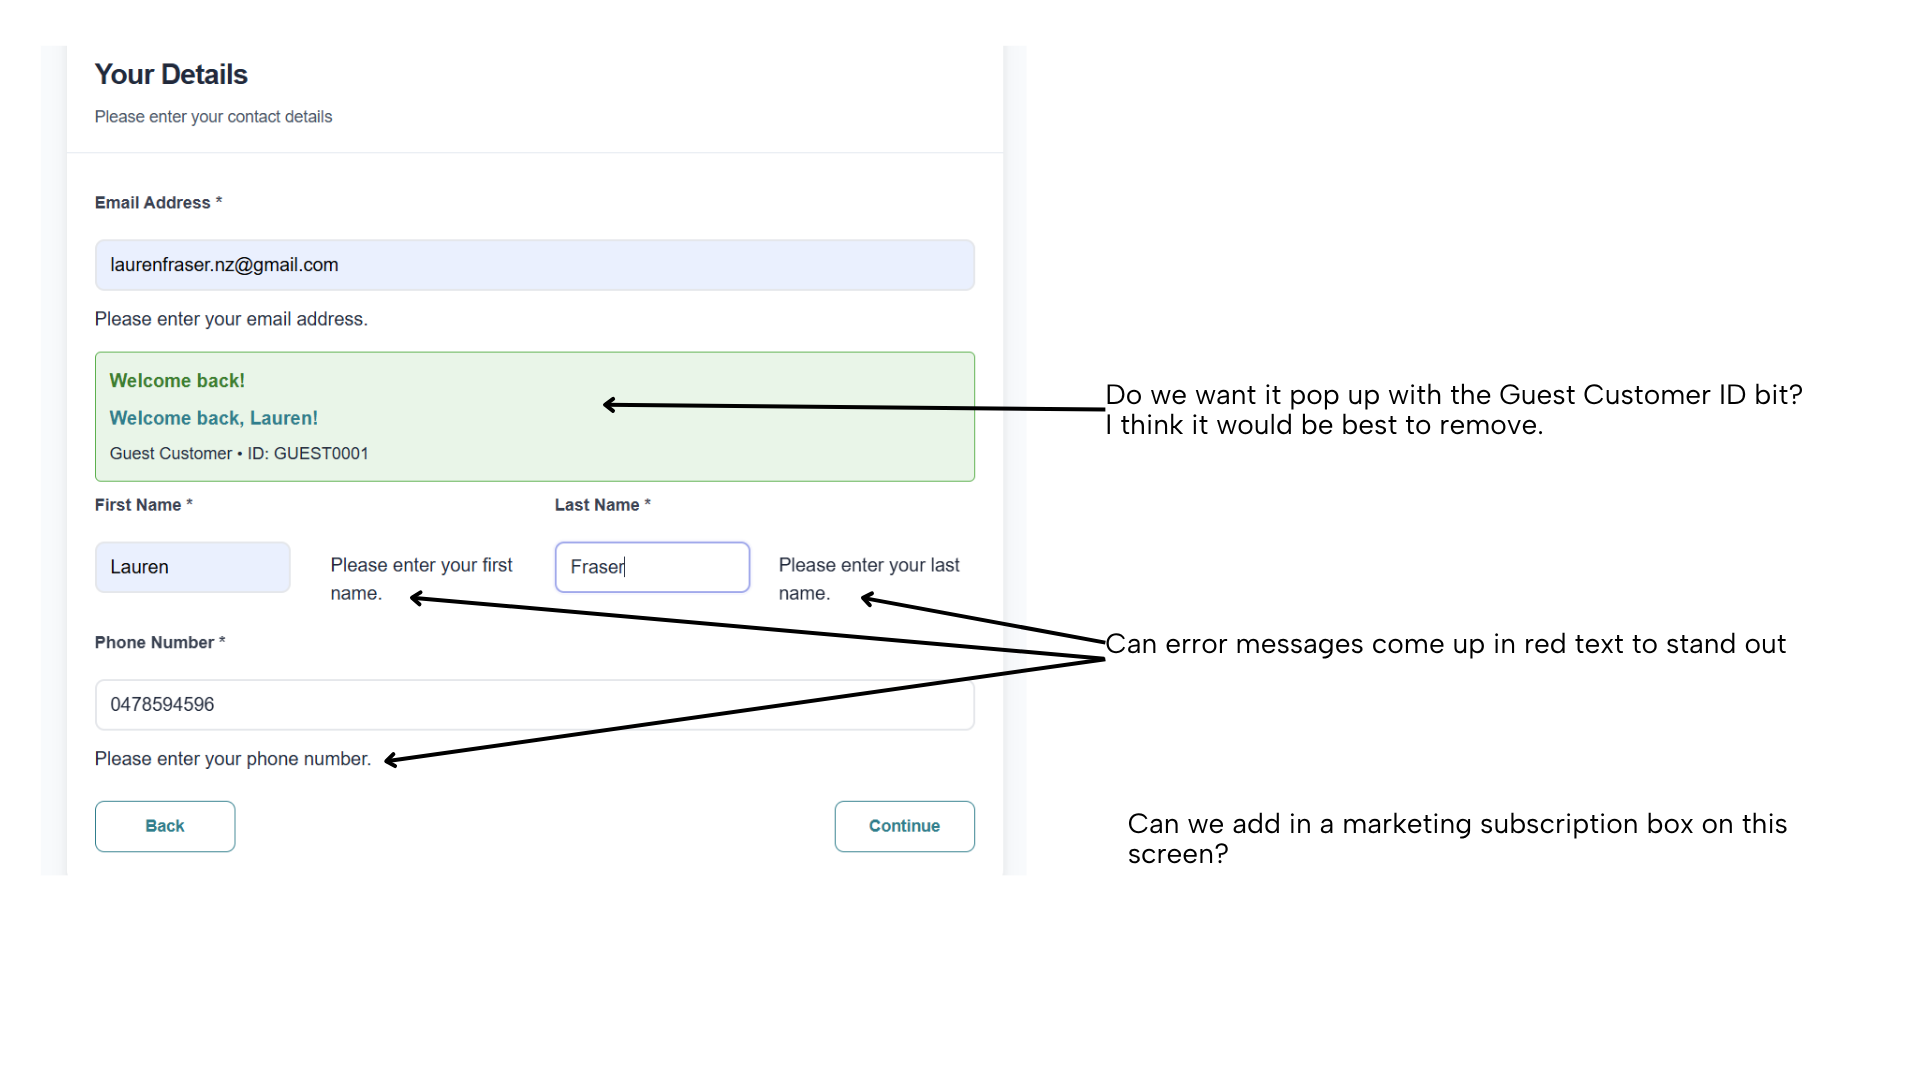 Your Details
Please enter your contact details
Email Address *
laurenfraser.nz@gmail.com
Please enter your email address.
Welcome back!
Welcome back, Lauren!
Guest Customer • ID: GUEST0001
Do we want it pop up with the Guest Customer ID bit?
I think it would be best to remove.
First Name *
Last Name *
Lauren
Please enter your first
name.
Fraser
Please enter your last
name.
Can error messages come up in red text to stand out
Phone Number *
0478594596
Please enter your phone number.
Back
Continue
Can we add in a marketing subscription box on this
screen?